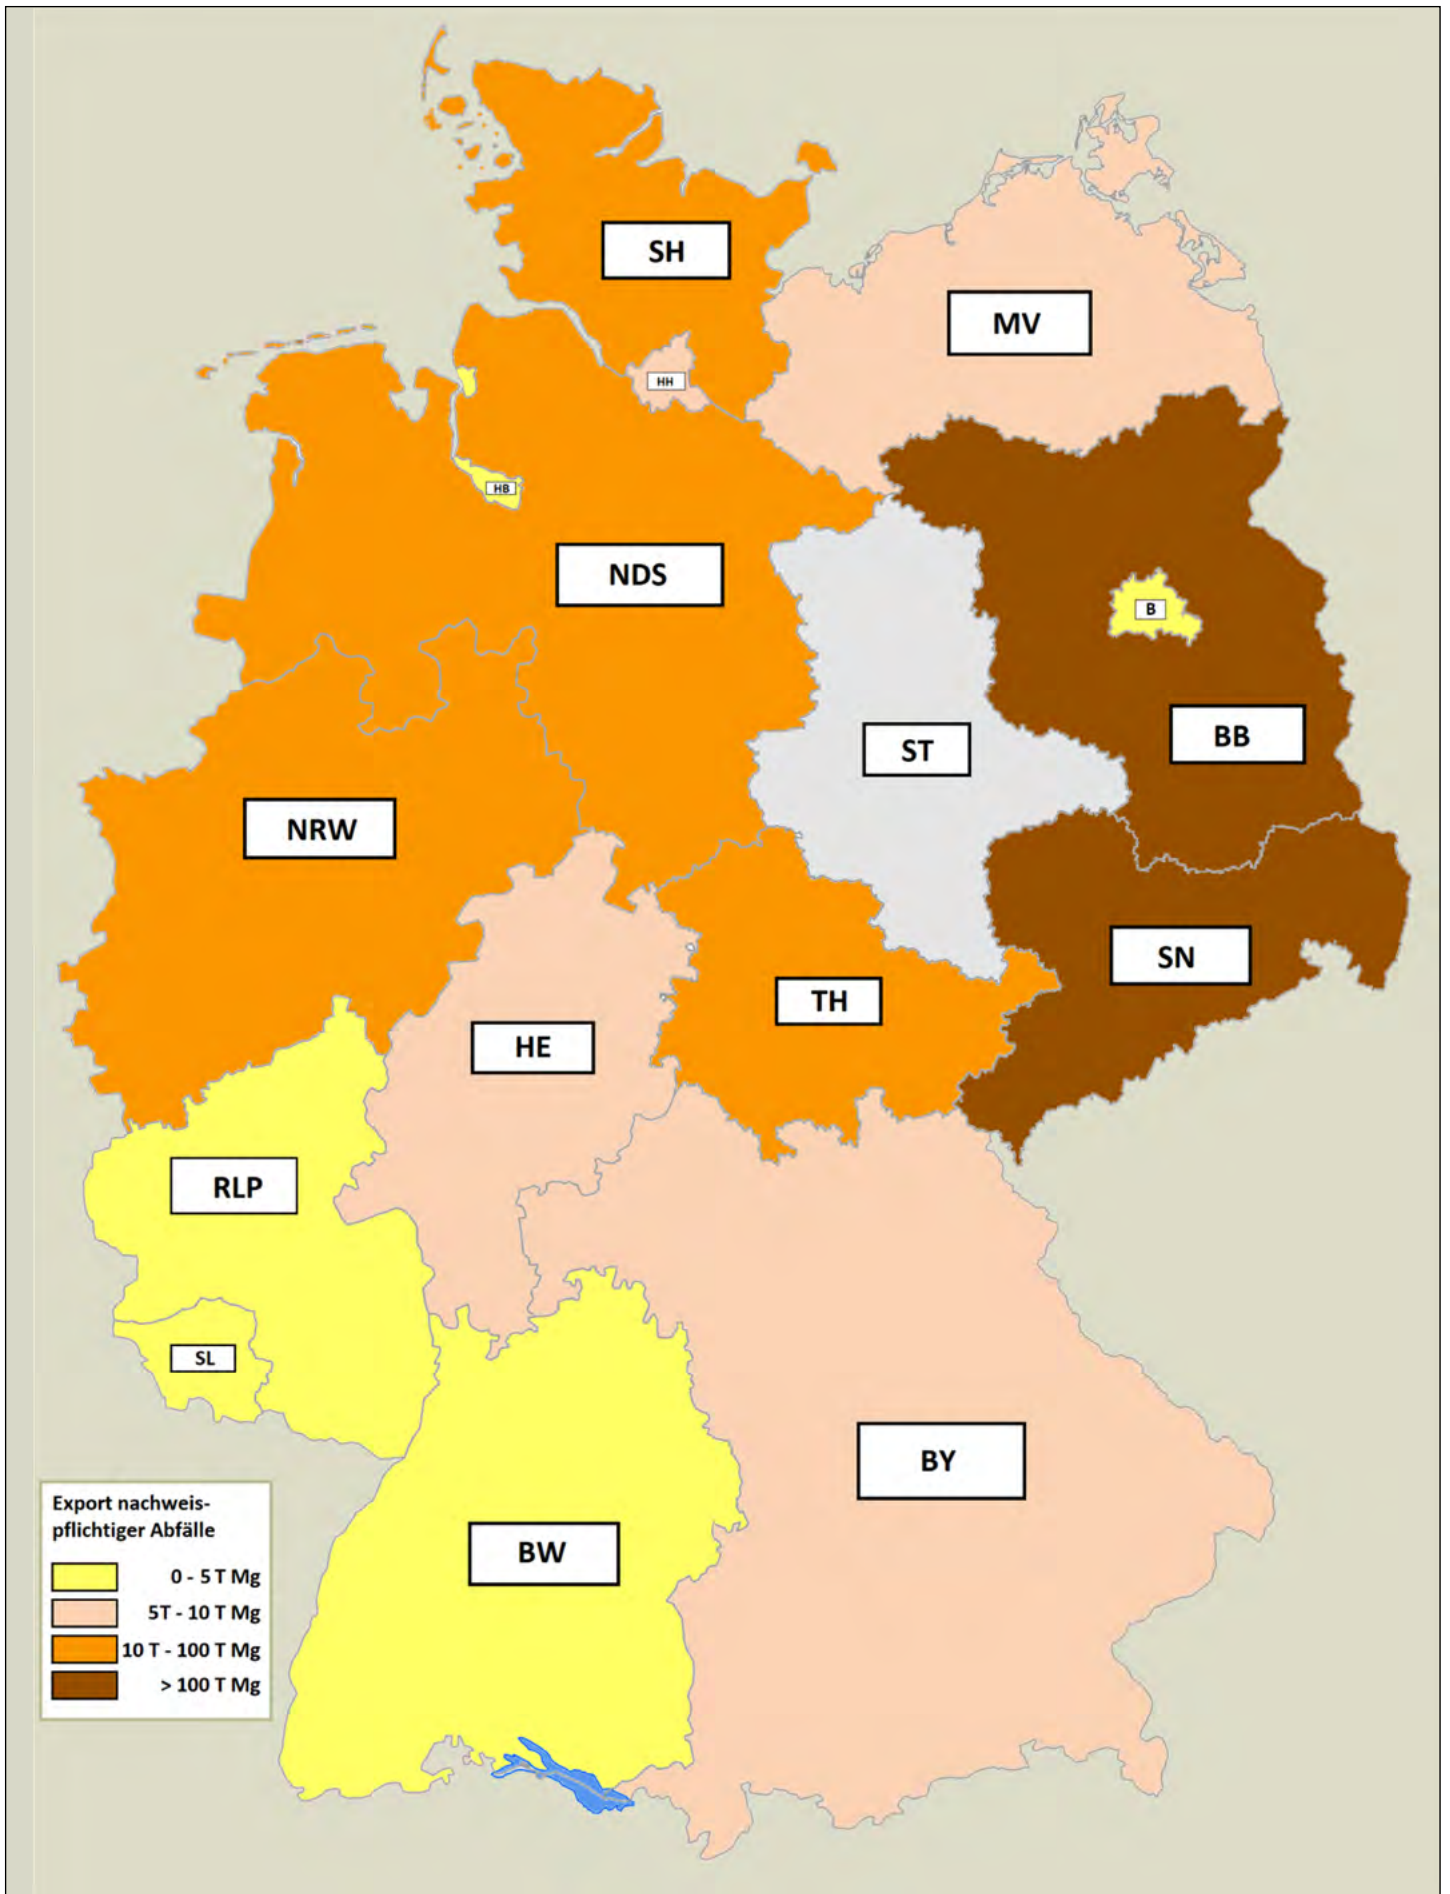 SH
MV
HH
HB
NDS
B
ST
BB
NRW
SN
TH
HE
RLP
SL
BY
BW
Export nachweis-
pflichtiger Abfälle
0 - 5 T Mg
5T - 10 T Mg
10 T - 100 T Mg
> 100 T Mg